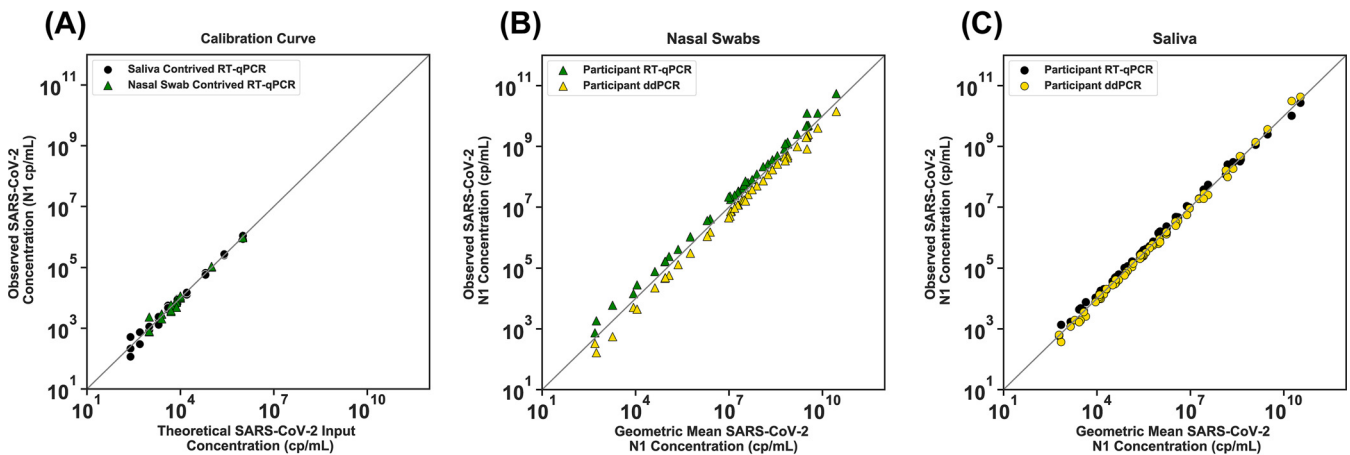 (A)
Calibration Curve
Saliva Contrived RT-qPCR
Nasal Swab Contrived RT-qPCR
Observed SARS-CoV-2
Concentration (N1 cp/mL)
10^11
10^9
10^7
10^5
10^3
10^1
10^1 10^4 10^7 10^10
Theoretical SARS-CoV-2 Input
Concentration (cp/mL)
(B)
Nasal Swabs
Participant RT-qPCR
Participant ddPCR
Observed SARS-CoV-2
N1 Concentration (cp/mL)
10^11
10^9
10^7
10^5
10^3
10^1
10^1 10^4 10^7 10^10
Geometric Mean SARS-CoV-2
N1 Concentration (cp/mL)
(C)
Saliva
Participant RT-qPCR
Participant ddPCR
Observed SARS-CoV-2
N1 Concentration (cp/mL)
10^11
10^9
10^7
10^5
10^3
10^1
10^1 10^4 10^7 10^10
Geometric Mean SARS-CoV-2
N1 Concentration (cp/mL)